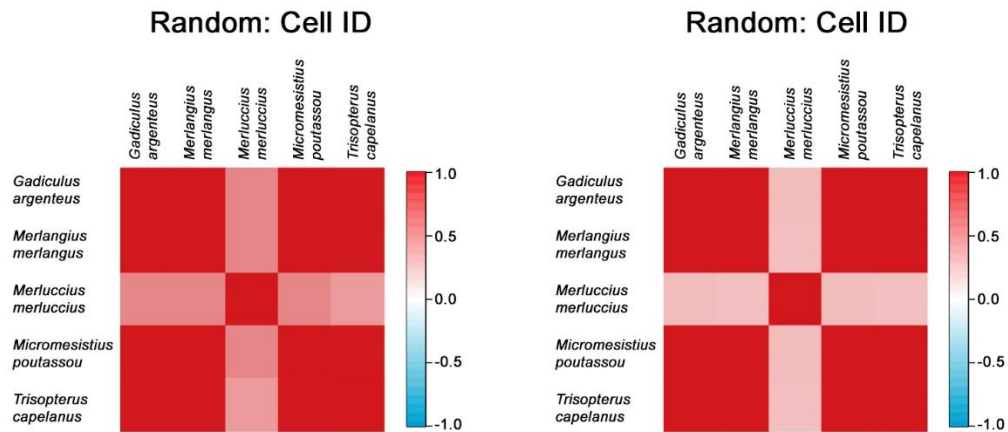 Random: Cell ID
Gadiculus
argenteus
Merlangius
merlangus
Merluccius
merluccius
Micromesistius
poutassou
Trisopterus
capelanus
Gadiculus
argenteus
Merlangius
merlangus
Merluccius
merluccius
Micromesistius
poutassou
Trisopterus
capelanus
1.0
0.5
0.0
-0.5
-1.0
Random: Cell ID
Gadiculus
argenteus
Merlangius
merlangus
Merluccius
merluccius
Micromesistius
poutassou
Trisopterus
capelanus
Gadiculus
argenteus
Merlangius
merlangus
Merluccius
merluccius
Micromesistius
poutassou
Trisopterus
capelanus
1.0
0.5
0.0
-0.5
-1.0